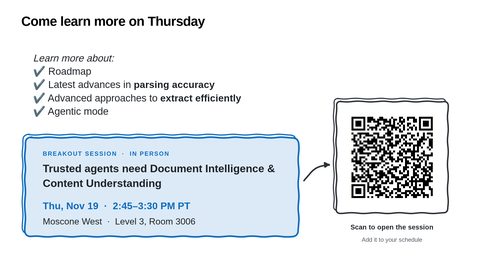 Come learn more on Thursday
Learn more about:
✔ Roadmap
✔ Latest advances in parsing accuracy
✔ Advanced approaches to extract efficiently
✔ Agentic mode
BREAKOUT SESSION · IN PERSON
Trusted agents need Document Intelligence &
Content Understanding
Thu, Nov 19 · 2:45–3:30 PM PT
Moscone West · Level 3, Room 3006
Scan to open the session
Add it to your schedule